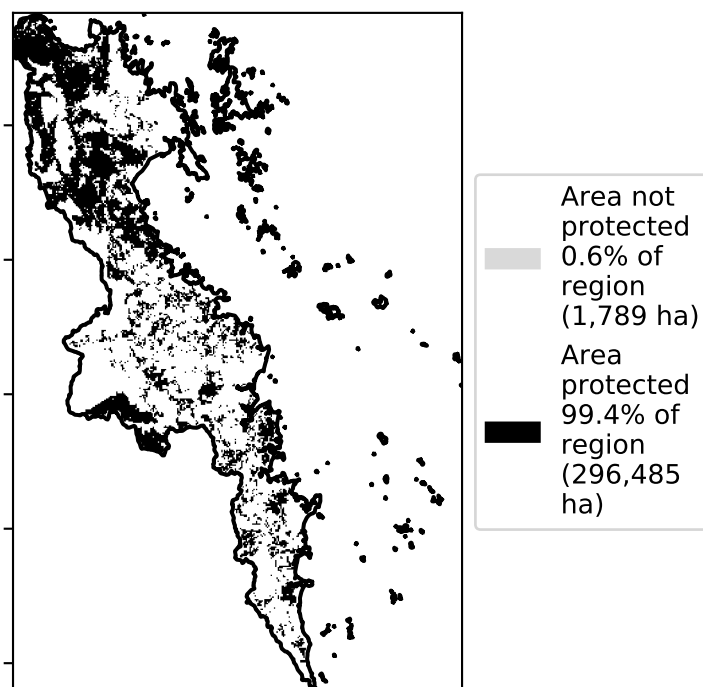 Area not
protected
0.6% of
region
(1,789 ha)
Area
protected
99.4% of
region
(296,485
ha)